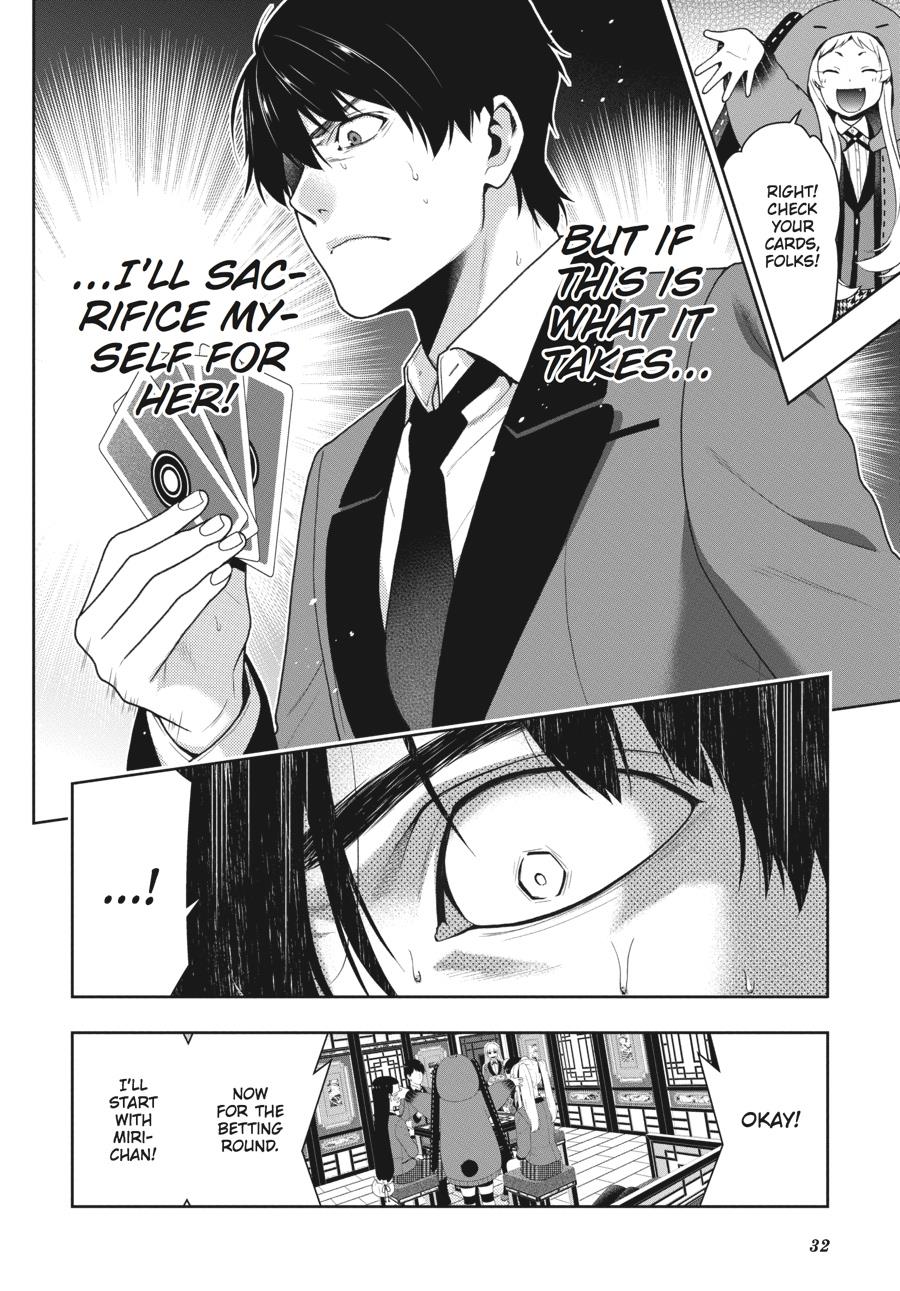 RIGHT!
CHECK
YOUR
CARDS,
FOLKS!
BUT IF
THIS IS
WHAT IT
TAKES...
...I'LL SAC-
RIFICE MY-
SELF FOR
HER!
...!
OKAY!
NOW
FOR THE
BETTING
ROUND.
I'LL
START
WITH
MIRI-
CHAN!
32